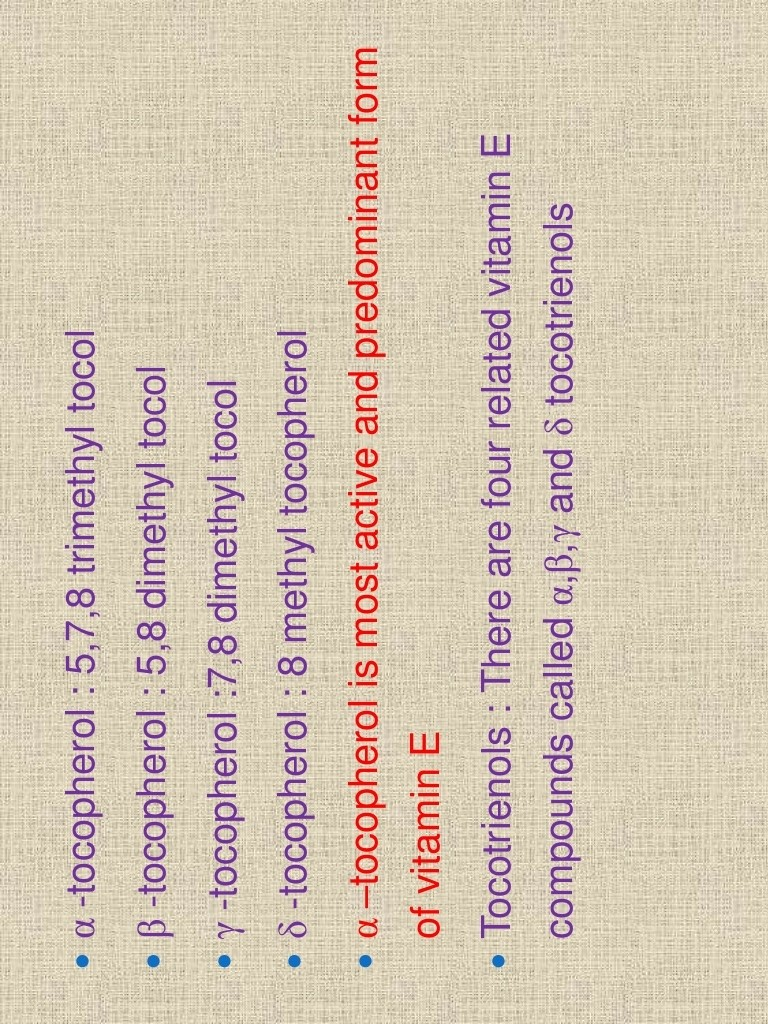 • α -tocopherol : 5,7,8 trimethyl tocol
• β -tocopherol : 5,8 dimethyl tocol
• γ -tocopherol :7,8 dimethyl tocol
• δ -tocopherol : 8 methyl tocopherol
• α –tocopherol is most active and predominant form
of vitamin E
• Tocotrienols : There are four related vitamin E
compounds called α,β,γ and δ tocotrienols